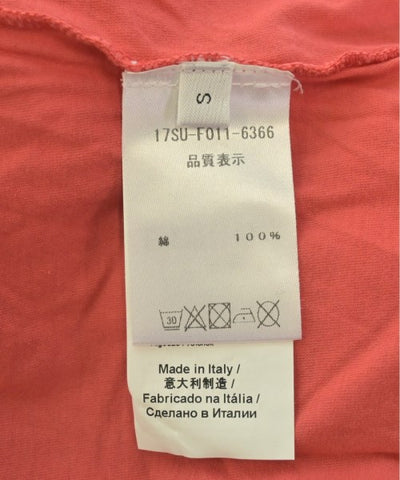 S
17SU-F011-6366
品質表示
綿 100%
30
Made in Italy /
意大利制造 /
Fabricado na Itália /
Сделано в Италии